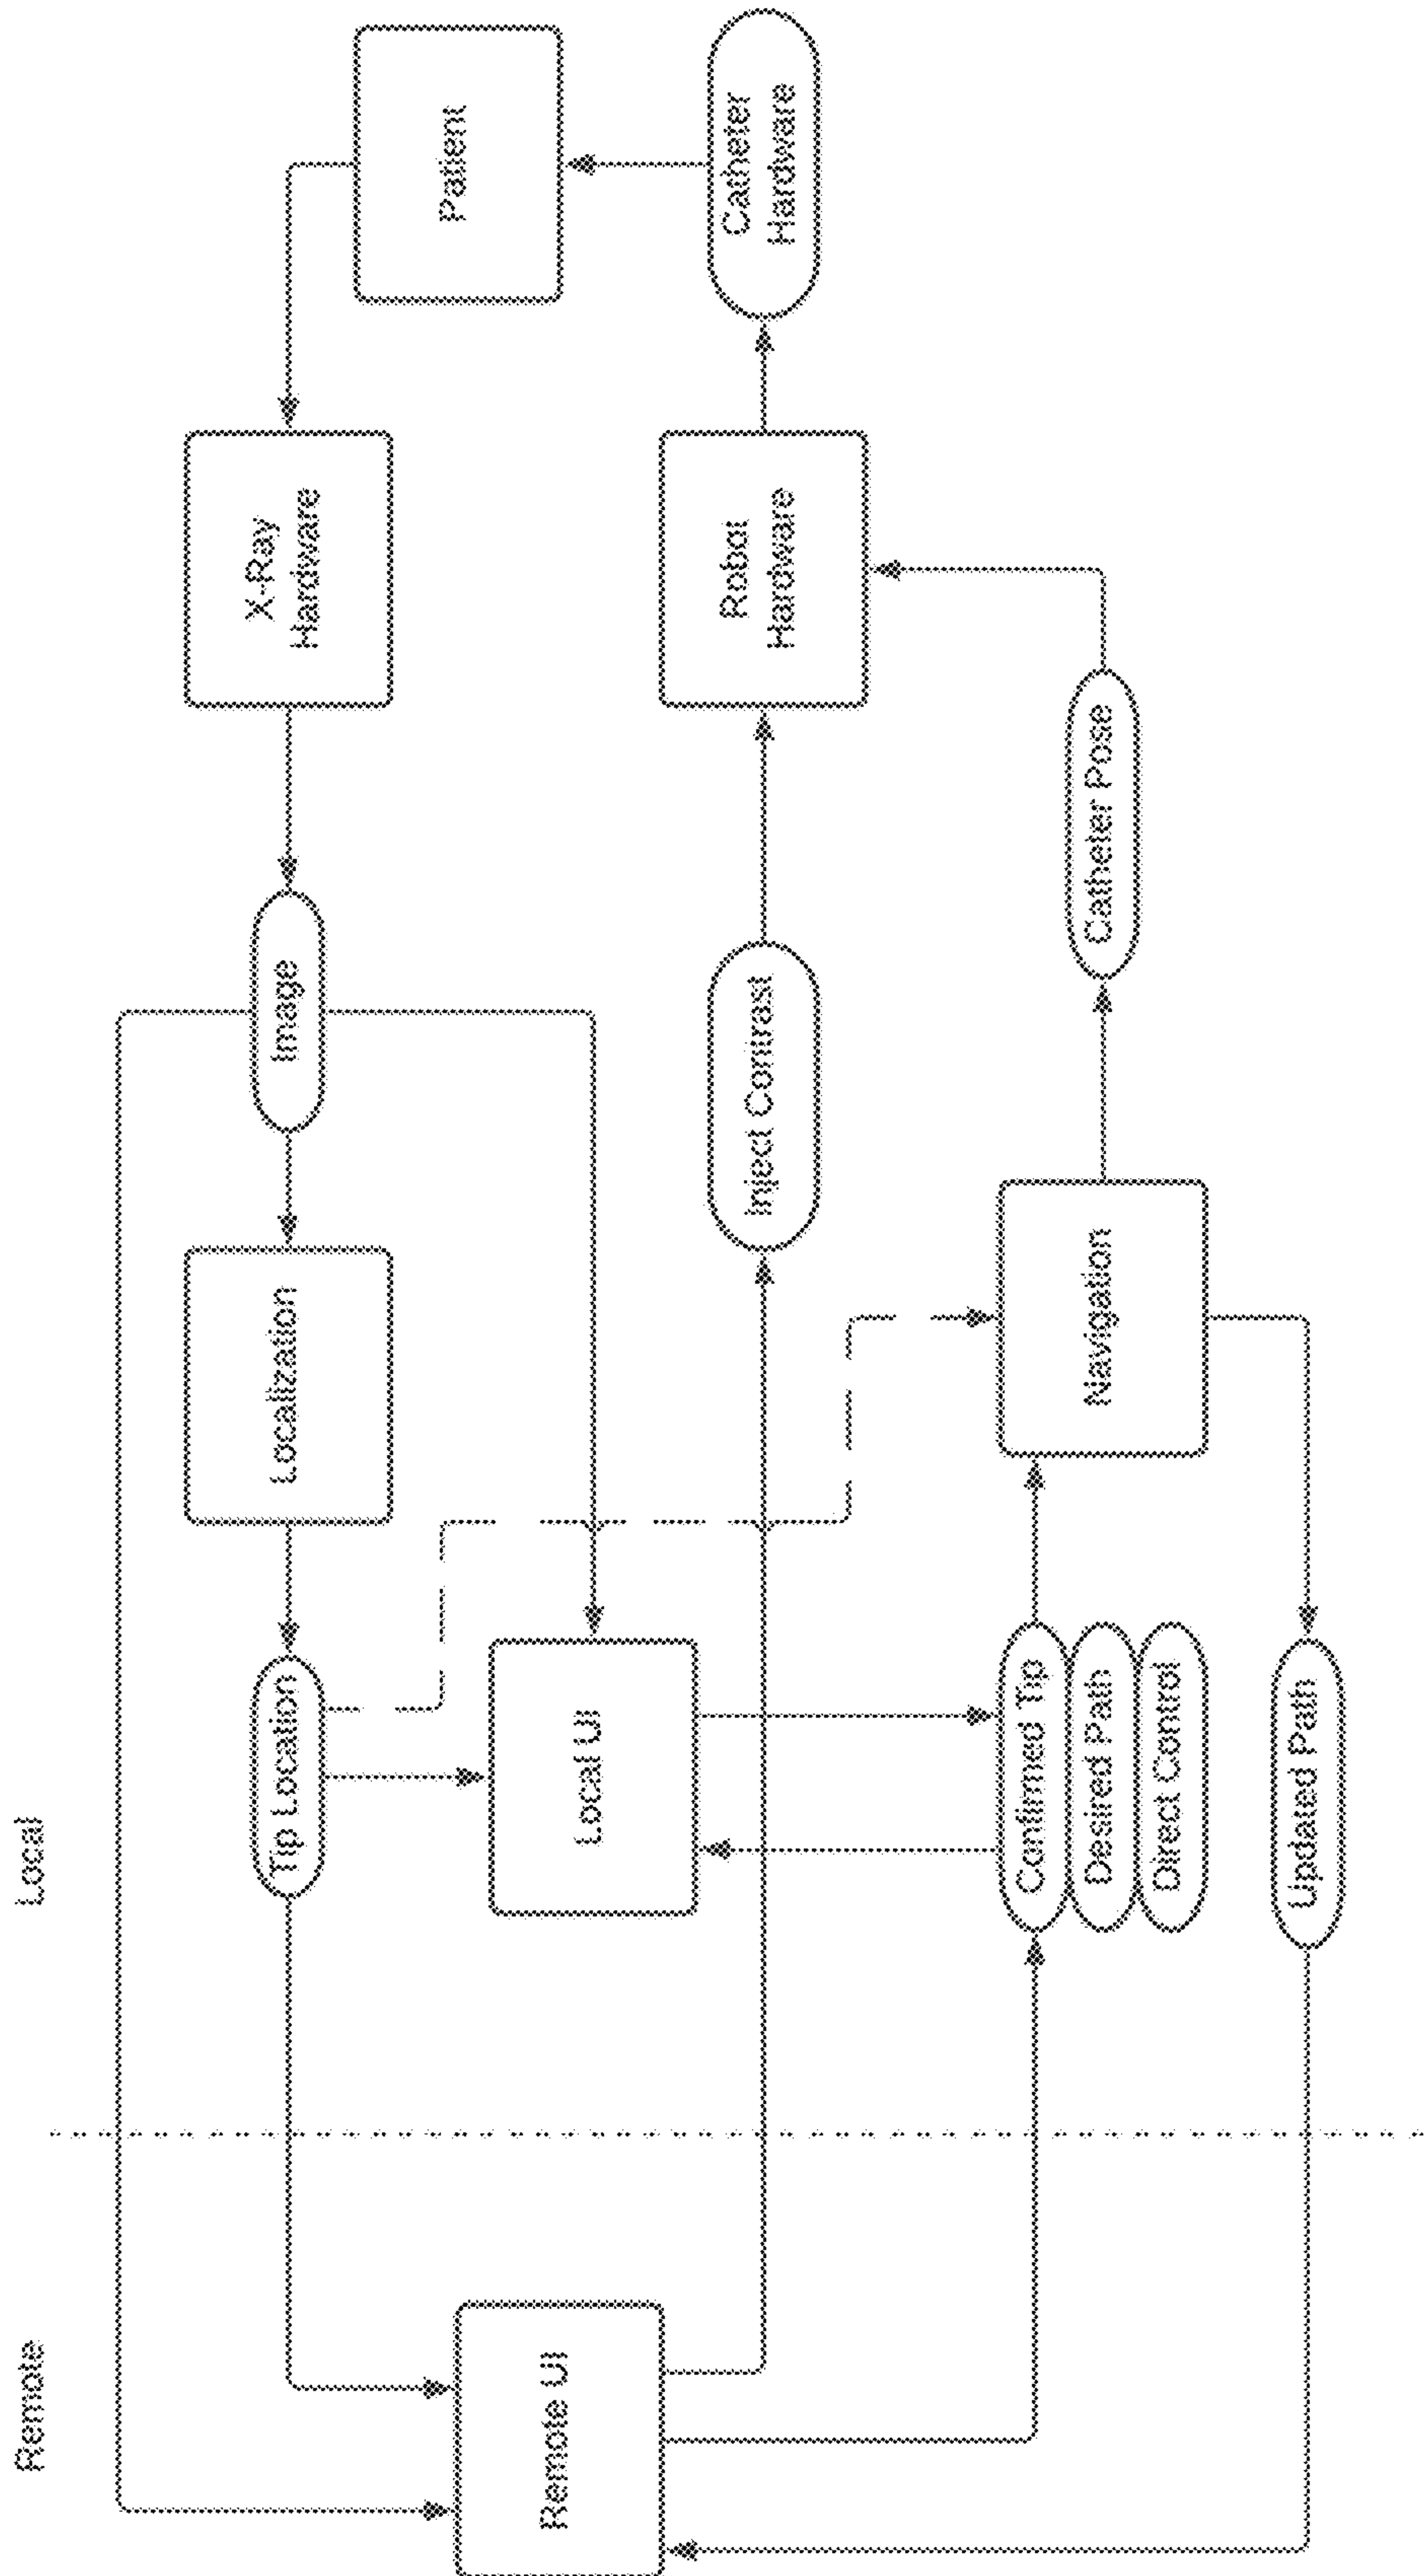 Remote
Local
Patient
X-Ray
Hardware
Image
Localization
Tip Location
Local UI
Remote UI
Catheter
Hardware
Robot
Hardware
Inject Contrast
Catheter Pose
Navigation
Confirmed Tip
Desired Path
Direct Control
Updated Path